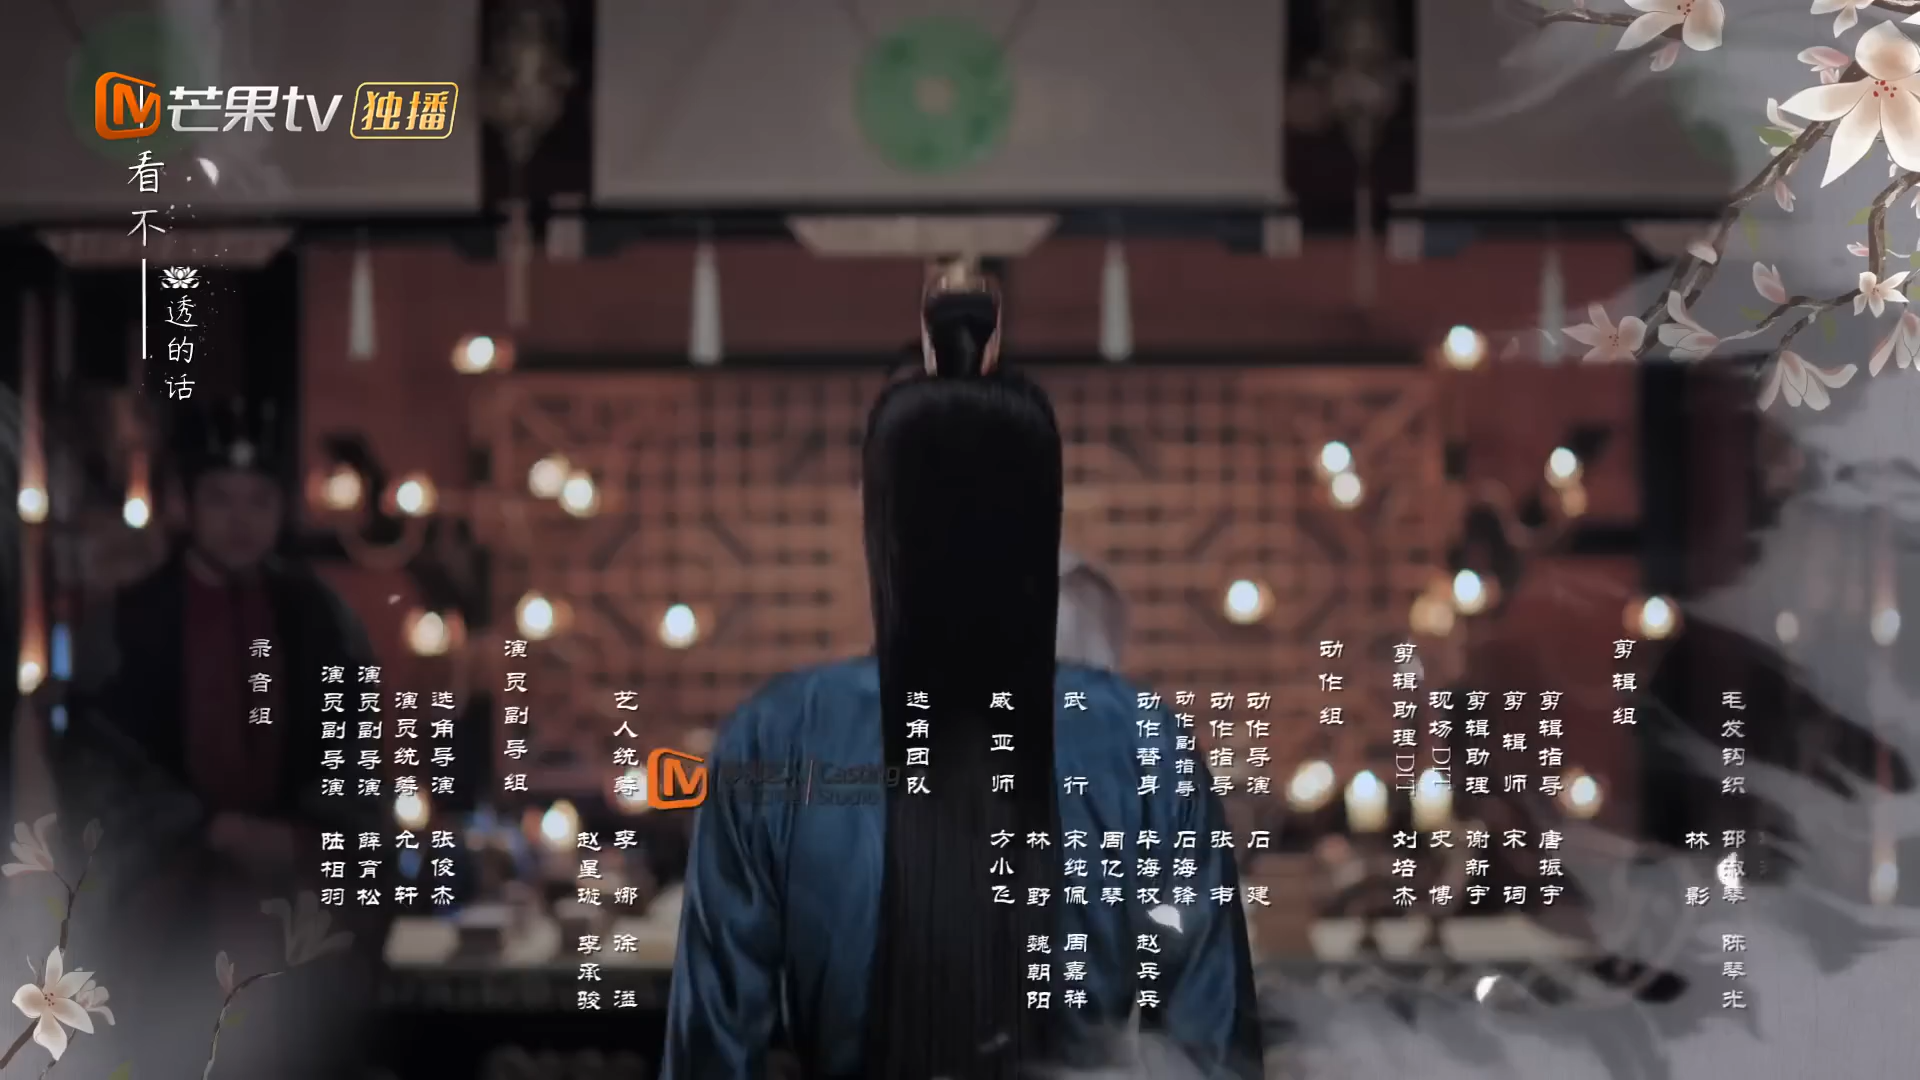 芒果tv 独播
看不
透的话
毛发钩织
邵淑琴 陈琴光
林影
剪辑组
剪辑指导 唐振宇
剪辑师 宋词
剪辑助理 谢新宇
现场DIT 史博
剪辑助理DIT 刘培杰
动作组
动作导演 石建
动作指导 张韦
动作副指导 石海锋
动作替身 毕海权 赵兵兵
周亿琴
武行 宋纯佩 周嘉祥
林野 魏朝阳
威亚师 方小飞
选角团队
Casting
Studio
艺人统筹 李娜 徐溢
赵星璇 李承骏
演员副导组
选角导演 张俊杰
演员统筹 允轩
演员副导演 薛育松
演员副导演 陆相羽
录音组